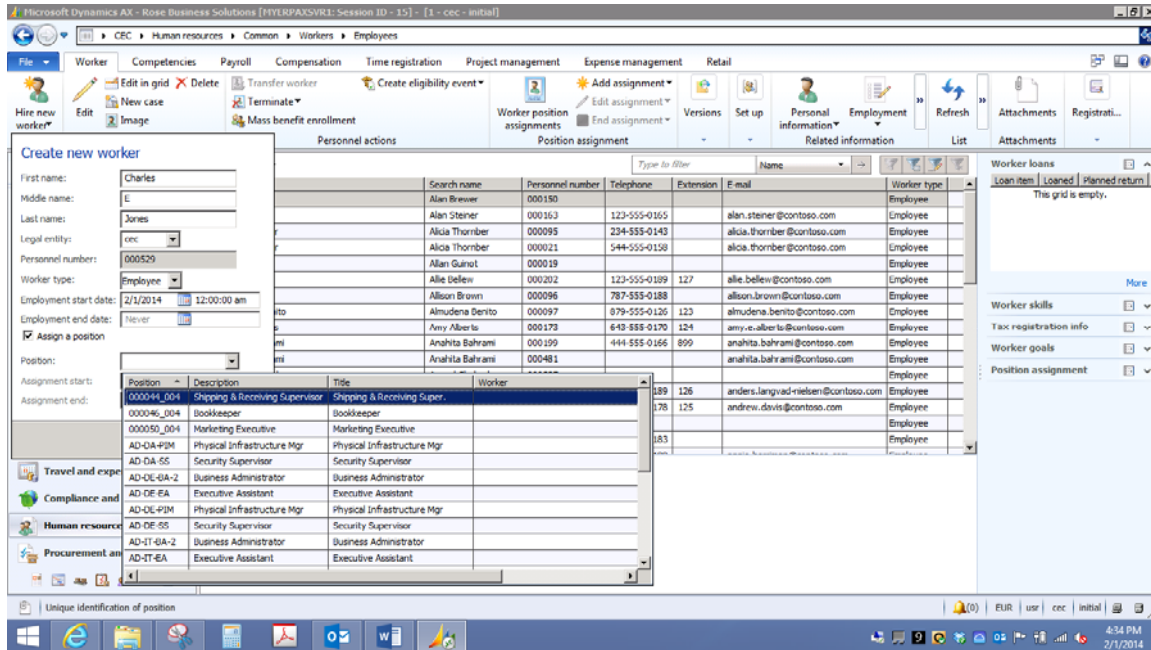 Microsoft Dynamics AX - Rose Business Solutions [MYERPAXSVR1: Session ID - 15] - [1 - cec - initial]
CEC Human resources Common Workers Employees
File Worker Competencies Payroll Compensation Time registration Project management Expense management Retail
Hire new worker
Edit
Edit in grid Delete
New case
Image
Transfer worker
Terminate
Mass benefit enrollment
Create eligibility event
Personnel actions
Worker position assignments
Add assignment
Edit assignment
End assignment
Position assignment
Versions
Set up
Personal information
Employment
Related information
Refresh
List
Attachments
Attachments
Registrati...
Create new worker
First name: Charles
Middle name: E
Last name: Jones
Legal entity: cec
Personnel number: 000529
Worker type: Employee
Employment start date: 2/1/2014 12:00:00 am
Employment end date: Never
Assign a position
Position:
Assignment start:
Assignment end:
Type to filter Name
Search name Personnel number Telephone Extension E-mail Worker type
Alan Brewer 000150 Employee
Alan Steiner 000163 123-555-0165 alan.steiner@contoso.com Employee
Alicia Thornber 000095 234-555-0143 alicia.thornber@contoso.com Employee
Alicia Thornber 000021 544-555-0158 alicia.thornber@contoso.com Employee
Allan Guinot 000019 Employee
Allie Bellew 000202 123-555-0189 127 allie.bellew@contoso.com Employee
Allison Brown 000096 787-555-0188 allison.brown@contoso.com Employee
Almudena Benito 000097 879-555-0126 123 almudena.benito@contoso.com Employee
Amy Alberts 000173 643-555-0170 124 amy.e.alberts@contoso.com Employee
Anahita Bahrami 000199 444-555-0166 899 anahita.bahrami@contoso.com Employee
Anahita Bahrami 000481 anahita.bahrami@contoso.com Employee
Employee
189 126 anders.langvad-nielsen@contoso.com Employee
178 125 andrew.davis@contoso.com Employee
Employee
183 Employee
Position Description Title Worker
000044_004 Shipping & Receiving Supervisor Shipping & Receiving Super.
000046_004 Bookkeeper Bookkeeper
000050_004 Marketing Executive Marketing Executive
AD-DA-PIM Physical Infrastructure Mgr Physical Infrastructure Mgr
AD-DA-SS Security Supervisor Security Supervisor
AD-DE-BA-2 Business Administrator Business Administrator
AD-DE-EA Executive Assistant Executive Assistant
AD-DE-PIM Physical Infrastructure Mgr Physical Infrastructure Mgr
AD-DE-SS Security Supervisor Security Supervisor
AD-IT-BA-2 Business Administrator Business Administrator
AD-IT-EA Executive Assistant Executive Assistant
Worker loans
Loan item Loaned Planned return
This grid is empty.
More
Worker skills
Tax registration info
Worker goals
Position assignment
Travel and expe
Compliance and
Human resource
Procurement an
Unique identification of position
(0) EUR usr cec initial
4:34 PM
2/1/2014